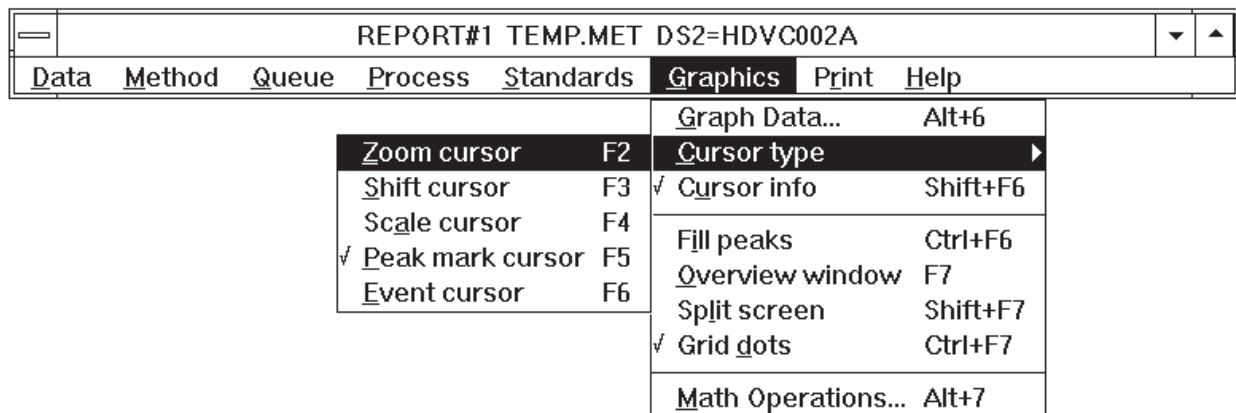 REPORT#1 TEMP.MET DS2=HDVC002A
Data Method Queue Process Standards Graphics Print Help
Graph Data... Alt+6
Cursor type
√ Cursor info Shift+F6
Fill peaks Ctrl+F6
Overview window F7
Split screen Shift+F7
√ Grid dots Ctrl+F7
Math Operations... Alt+7
Zoom cursor F2
Shift cursor F3
Scale cursor F4
√ Peak mark cursor F5
Event cursor F6